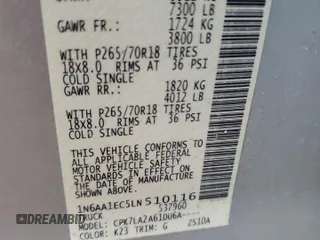 7300 LB
GAWR FR: 1724 KG
3800 LB
WITH P265/70R18 TIRES
18X8.0 RIMS AT 36 PSI
COLD SINGLE
GAWR RR: 1820 KG
4012 LB
WITH P265/70R18 TIRES
18X8.0 RIMS AT 36 PSI
COLD SINGLE
THIS VEHICLE CONFORMS TO
ALL APPLICABLE FEDERAL
MOTOR VEHICLE SAFETY
STANDARDS IN EFFECT ON THE
DATE OF MANUFACTURE
SHOWN ABOVE.
1N6AA1EC5LN510116
TRUCK 137960
MODEL: CPK7LA2A61DU6A----
COLOR: K23 TRIM: G 2510A